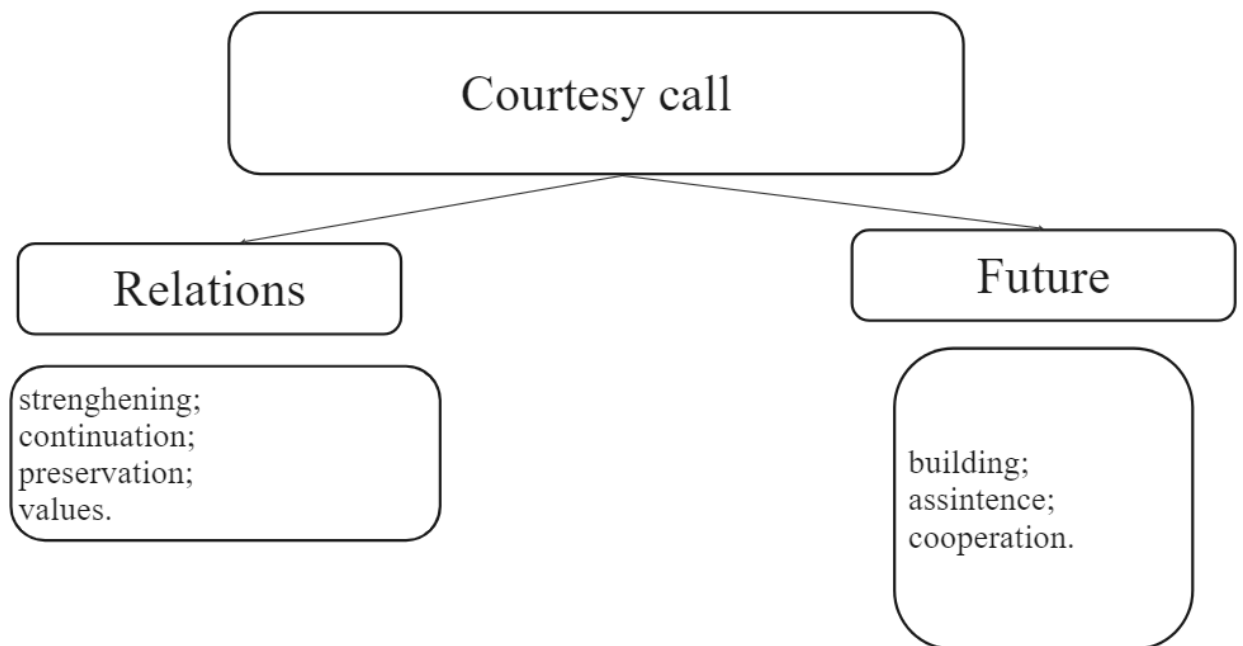 Courtesy call
Relations
Future
strenghening;
continuation;
preservation;
values.
building;
assintence;
cooperation.